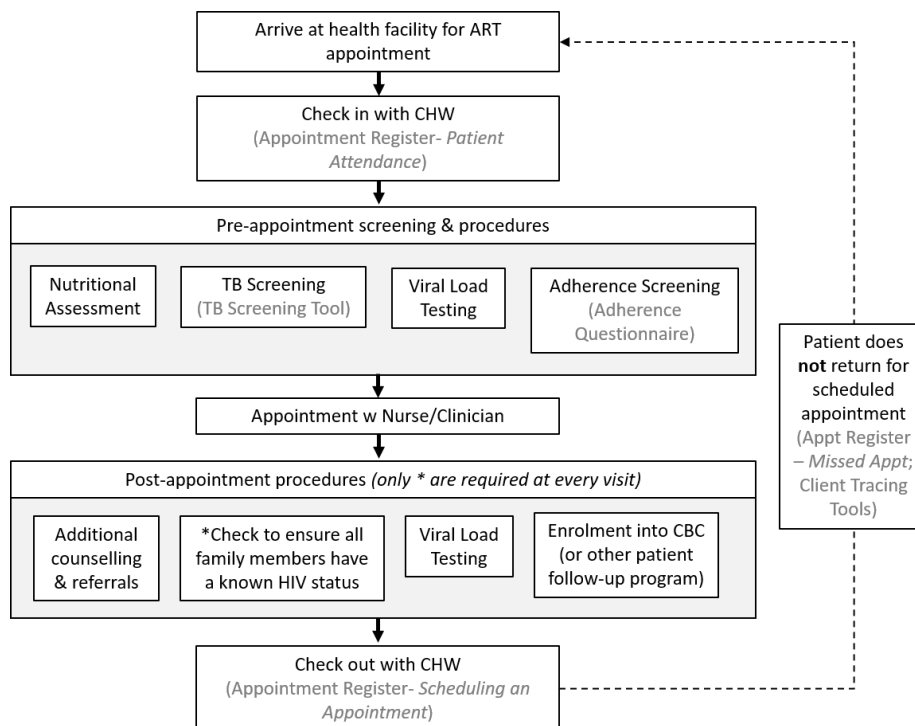 Arrive at health facility for ART
appointment
Check in with CHW
(Appointment Register- Patient
Attendance)
Pre-appointment screening & procedures
Nutritional
Assessment
TB Screening
(TB Screening Tool)
Viral Load
Testing
Adherence Screening
(Adherence
Questionnaire)
Appointment w Nurse/Clinician
Post-appointment procedures (only * are required at every visit)
Additional
counselling
& referrals
*Check to ensure all
family members have
a known HIV status
Viral Load
Testing
Enrolment into CBC
(or other patient
follow-up program)
Check out with CHW
(Appointment Register- Scheduling an
Appointment)
Patient does
not return for
scheduled
appointment
(Appt Register
– Missed Appt;
Client Tracing
Tools)